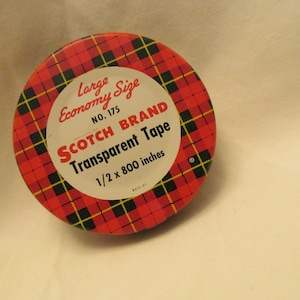 Large
Economy Size
NO. 175
SCOTCH BRAND
Transparent Tape
1/2 x 800 inches
®